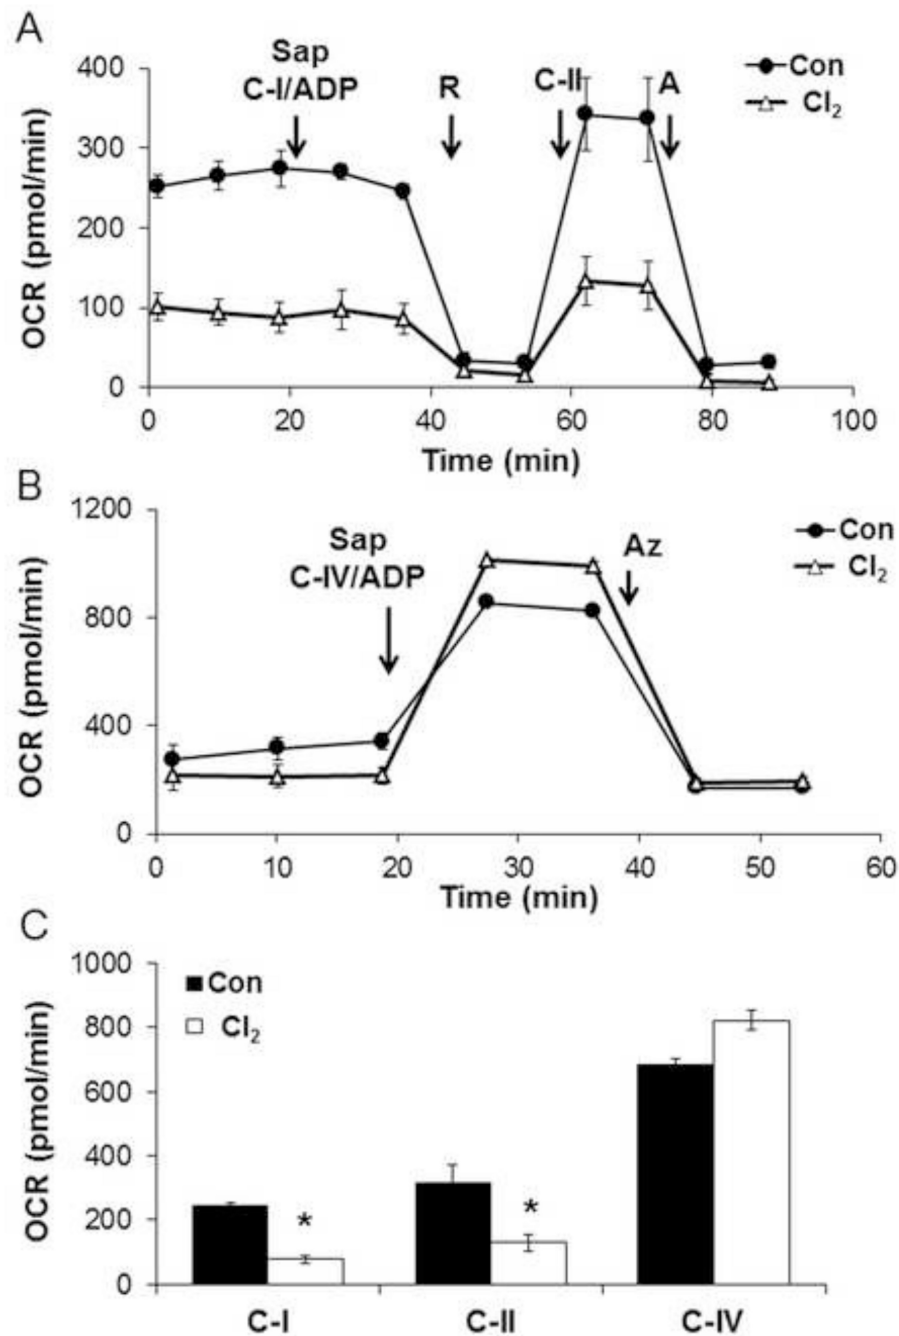 A
Sap
C-I/ADP
R
C-II
A
Con
Cl₂
400
300
200
100
0
OCR (pmol/min)
0 20 40 60 80 100
Time (min)
B
Sap
C-IV/ADP
Az
Con
Cl₂
1200
800
400
0
OCR (pmol/min)
0 10 20 30 40 50 60
Time (min)
C
Con
Cl₂
1000
800
600
400
200
0
OCR (pmol/min)
*
*
C-I C-II C-IV